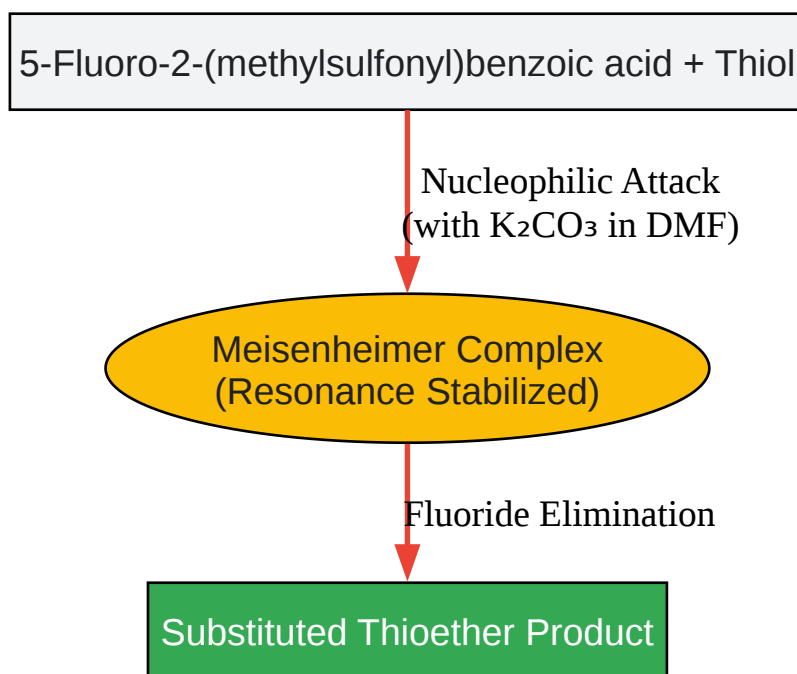 5-Fluoro-2-(methylsulfonyl)benzoic acid + Thiol
Nucleophilic Attack
(with K₂CO₃ in DMF)
Meisenheimer Complex
(Resonance Stabilized)
Fluoride Elimination
Substituted Thioether Product